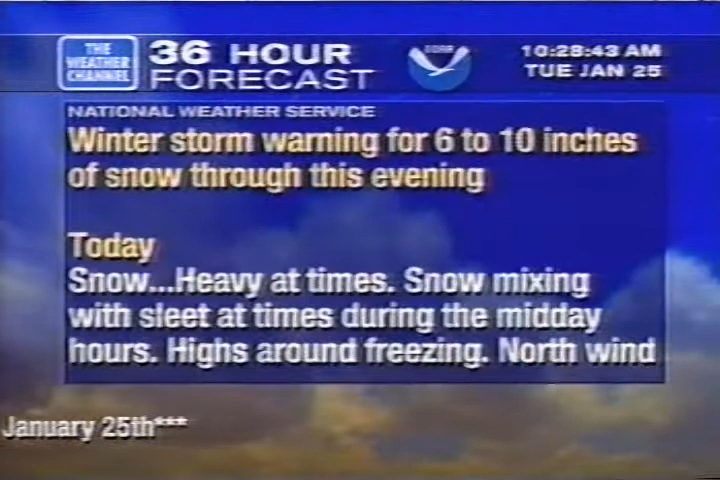 THE
WEATHER
CHANNEL
36 HOUR
FORECAST
NOAA
10:28:43 AM
TUE JAN 25
NATIONAL WEATHER SERVICE
Winter storm warning for 6 to 10 inches
of snow through this evening
Today
Snow...Heavy at times. Snow mixing
with sleet at times during the midday
hours. Highs around freezing. North wind
January 25th***